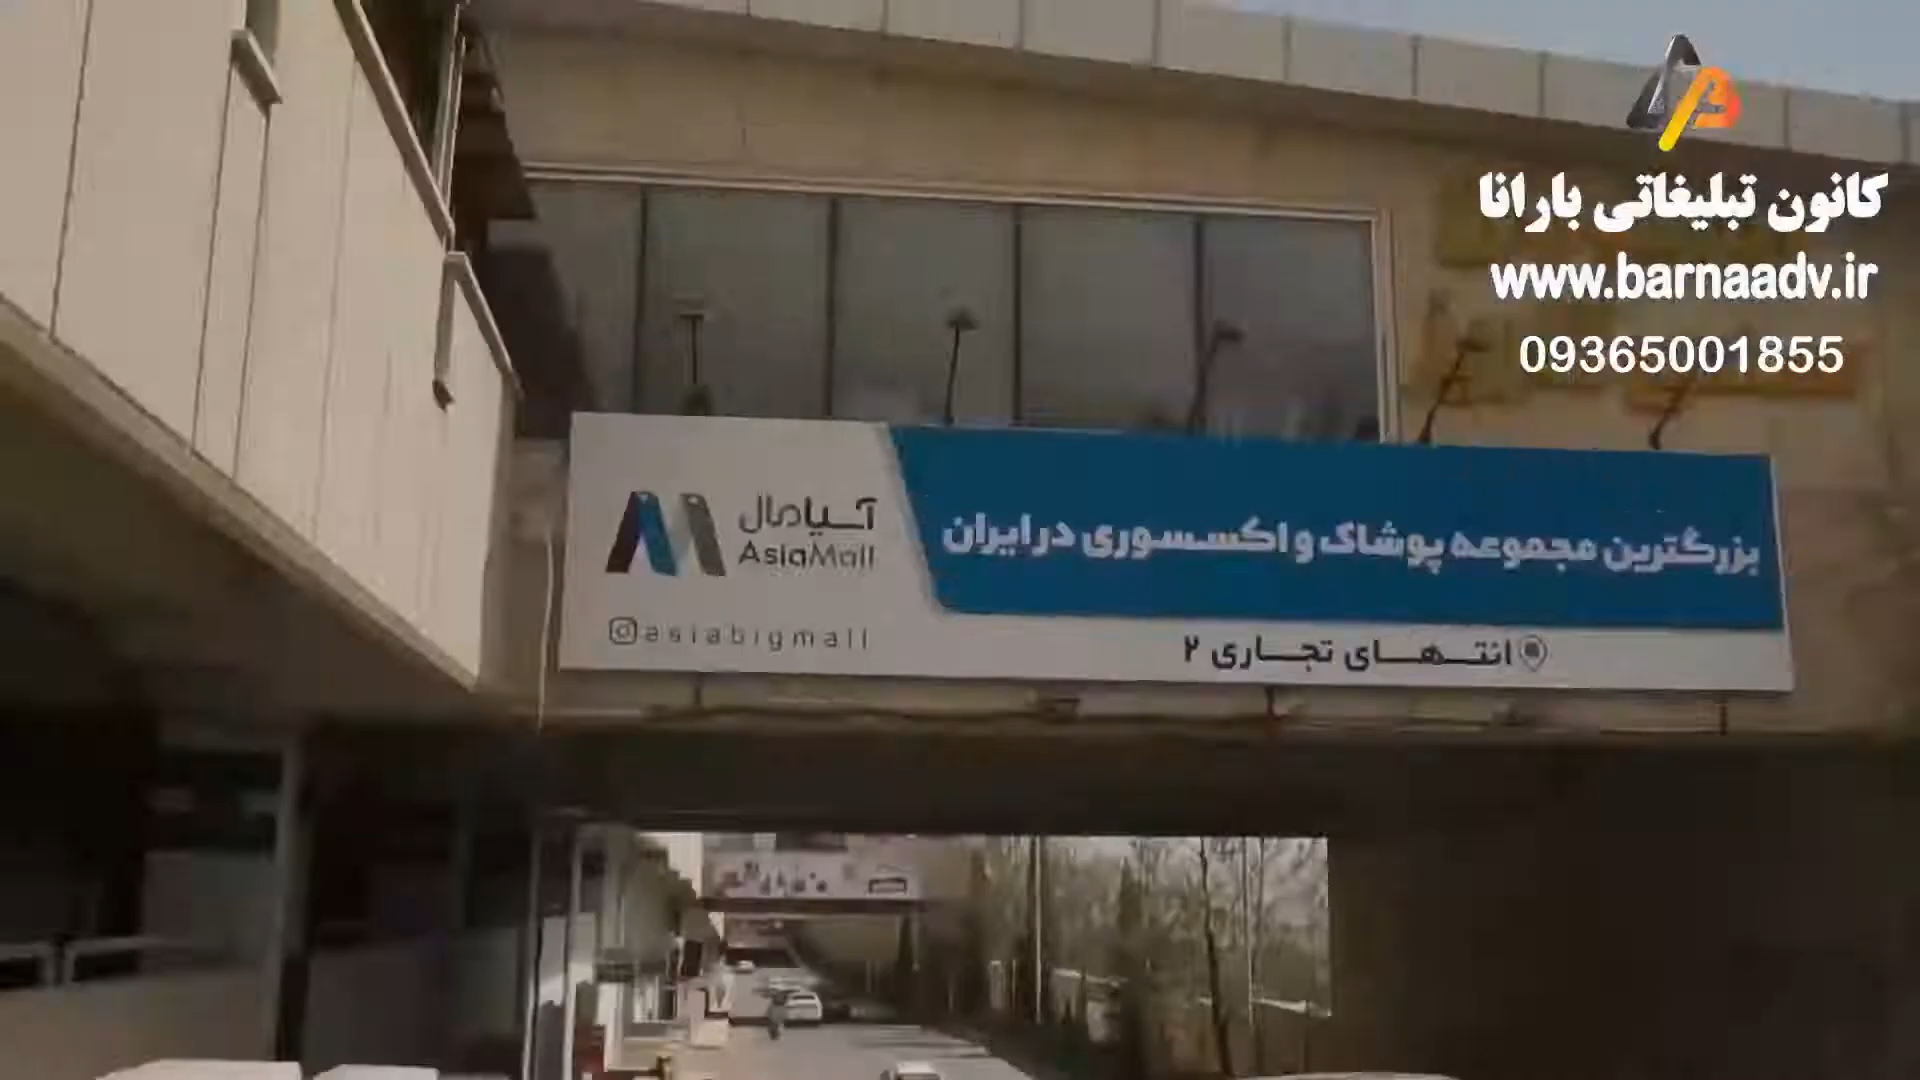 کانون تبلیغاتی بارانا
www.barnaadv.ir
09365001855
بزرگترین مجموعه پوشاک و اکسسوری در ایران
آسیامال
AsiaMall
asiabigmall
انتهای تجاری ۲